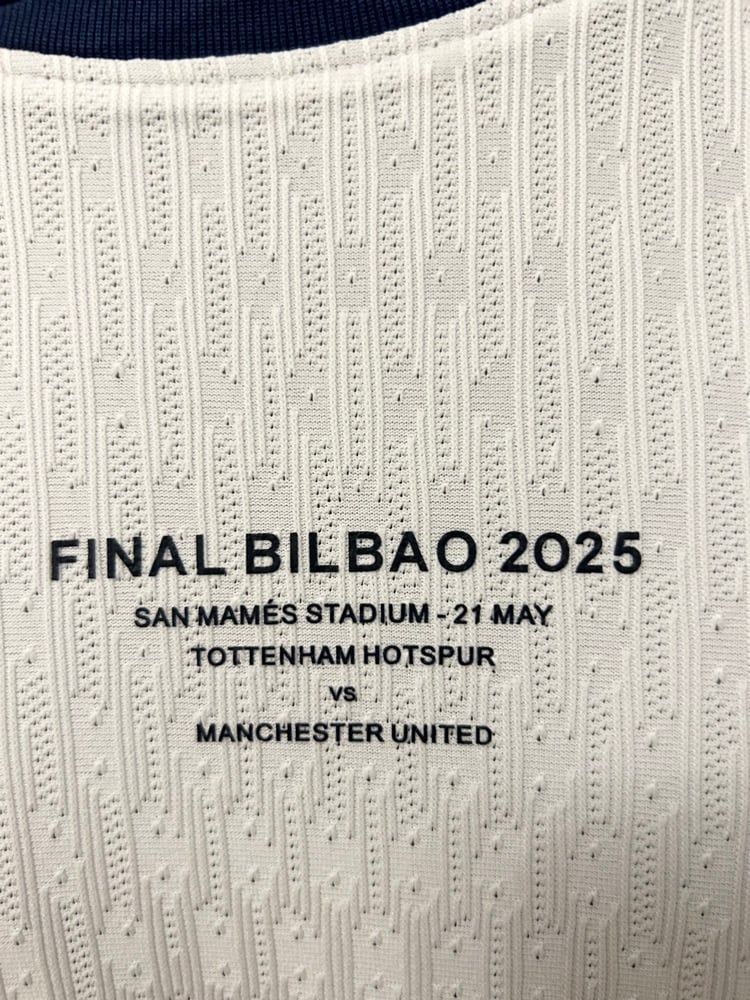 FINAL BILBAO 2025
SAN MAMÉS STADIUM - 21 MAY
TOTTENHAM HOTSPUR
VS
MANCHESTER UNITED